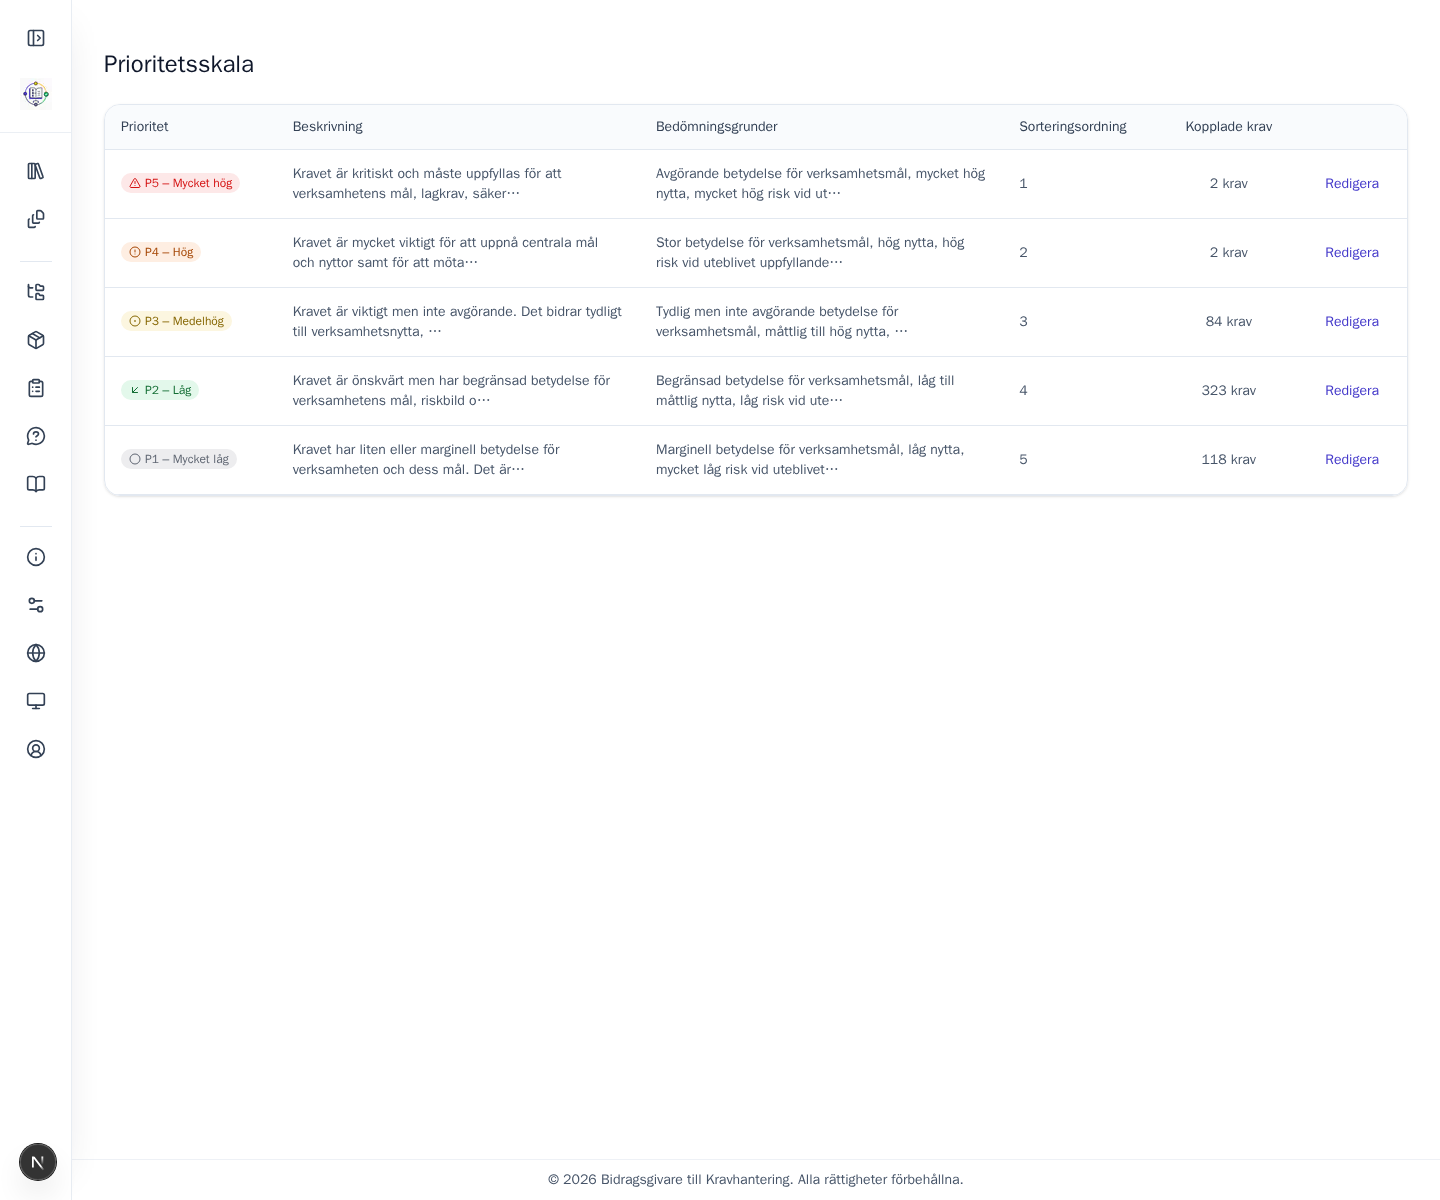 Prioritetsskala
Prioritet Beskrivning Bedömningsgrunder Sorteringsordning Kopplade krav
P5 – Mycket hög
Kravet är kritiskt och måste uppfyllas för att
verksamhetens mål, lagkrav, säker…
Avgörande betydelse för verksamhetsmål, mycket hög
nytta, mycket hög risk vid ut…
1
2 krav
Redigera
P4 – Hög
Kravet är mycket viktigt för att uppnå centrala mål
och nyttor samt för att möta…
Stor betydelse för verksamhetsmål, hög nytta, hög
risk vid uteblivet uppfyllande…
2
2 krav
Redigera
P3 – Medelhög
Kravet är viktigt men inte avgörande. Det bidrar tydligt
till verksamhetsnytta, …
Tydlig men inte avgörande betydelse för
verksamhetsmål, måttlig till hög nytta, …
3
84 krav
Redigera
P2 – Låg
Kravet är önskvärt men har begränsad betydelse för
verksamhetens mål, riskbild o…
Begränsad betydelse för verksamhetsmål, låg till
måttlig nytta, låg risk vid ute…
4
323 krav
Redigera
P1 – Mycket låg
Kravet har liten eller marginell betydelse för
verksamheten och dess mål. Det är…
Marginell betydelse för verksamhetsmål, låg nytta,
mycket låg risk vid uteblivet…
5
118 krav
Redigera
N
© 2026 Bidragsgivare till Kravhantering. Alla rättigheter förbehållna.